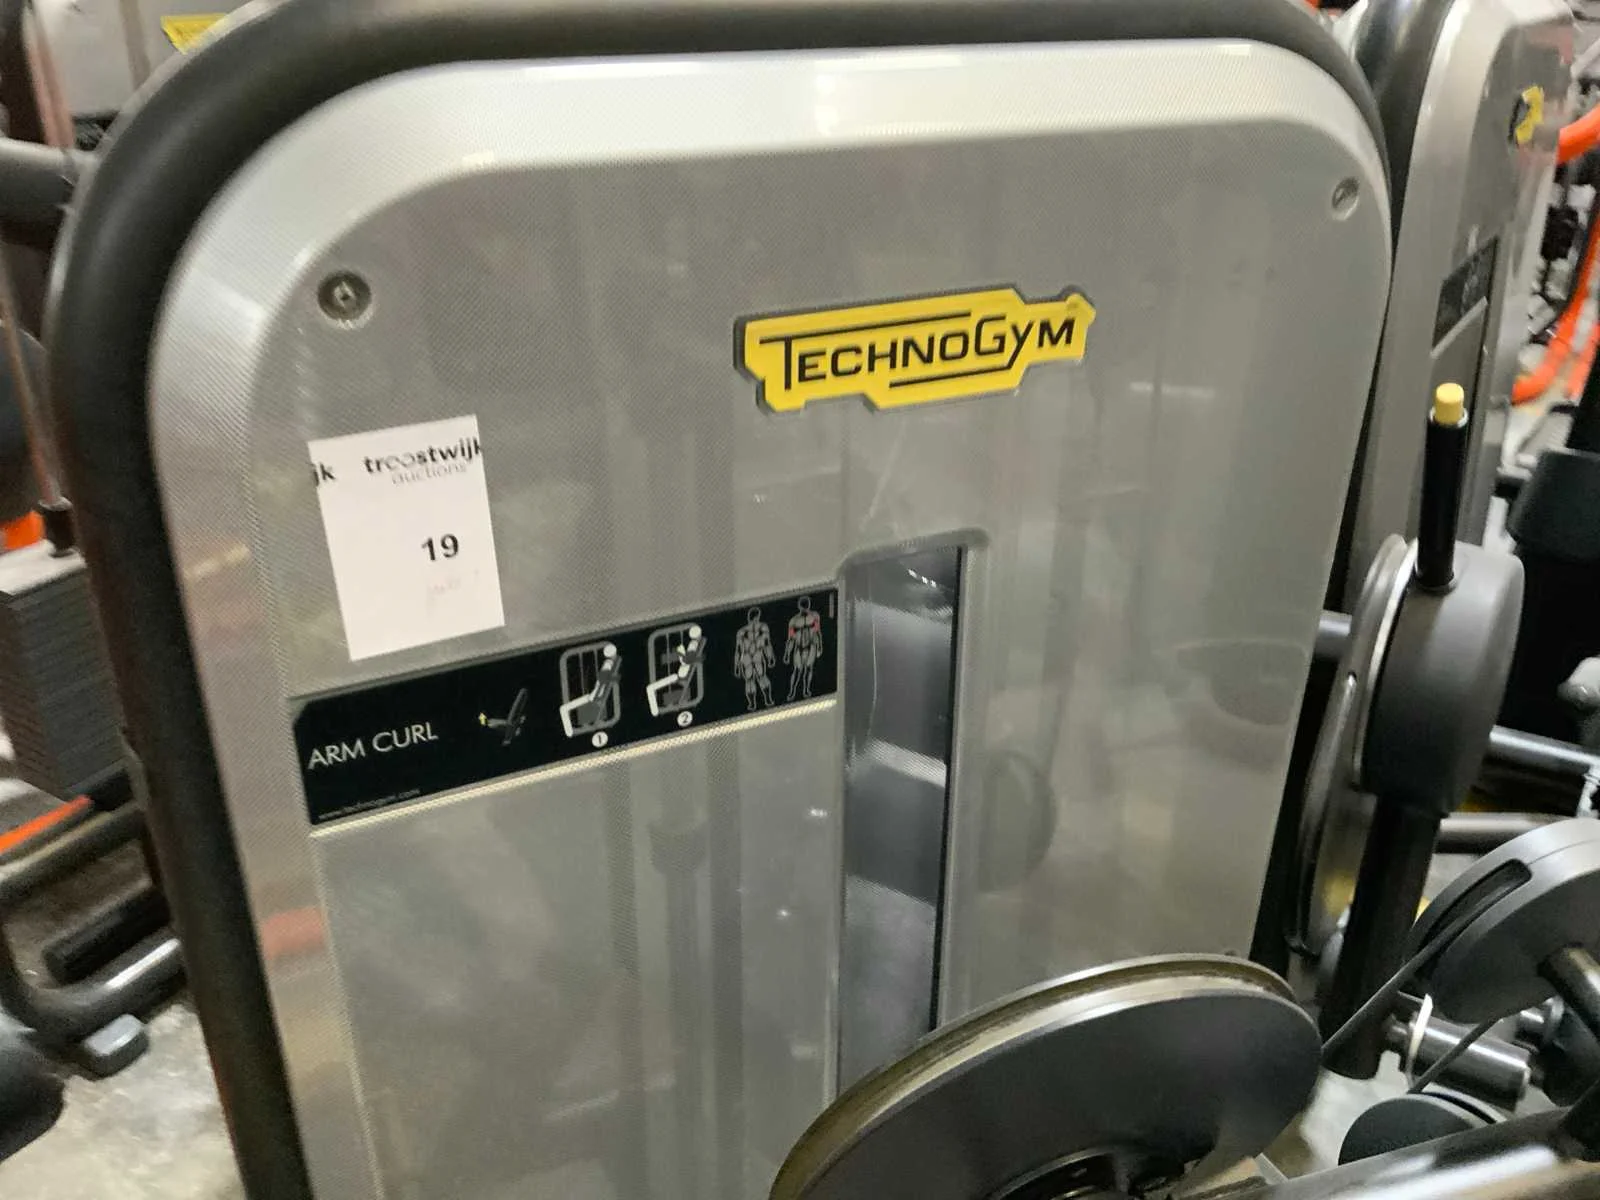 TECHNOGYM
jk troostwijk
auctions
19
ARM CURL
1
2
www.technogym.com